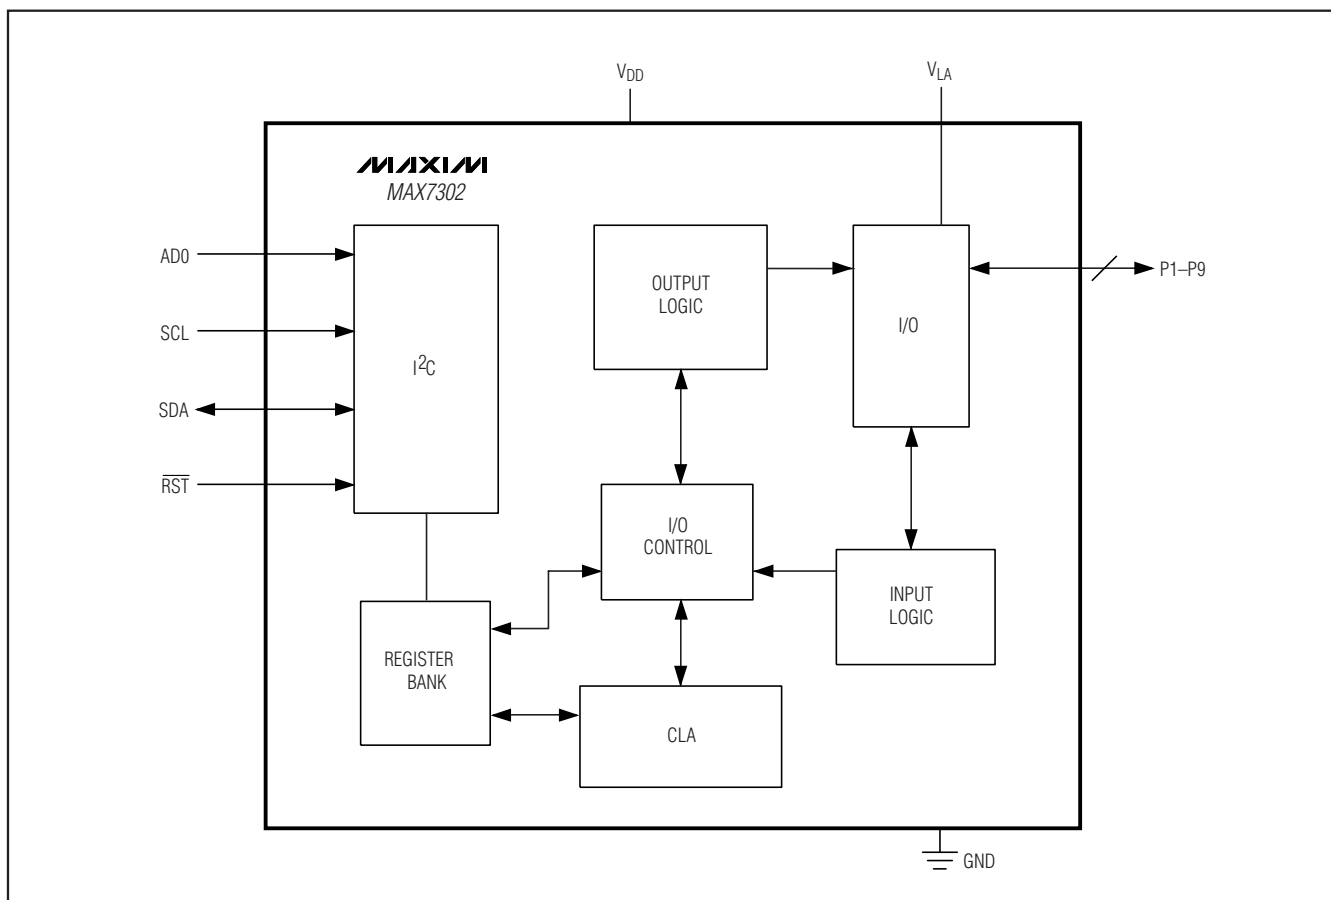 V_DD
V_LA
MAXIM
MAX7302
AD0
SCL
SDA
R̅S̅T̅
I²C
OUTPUT
LOGIC
I/O
P1–P9
I/O
CONTROL
INPUT
LOGIC
REGISTER
BANK
CLA
GND